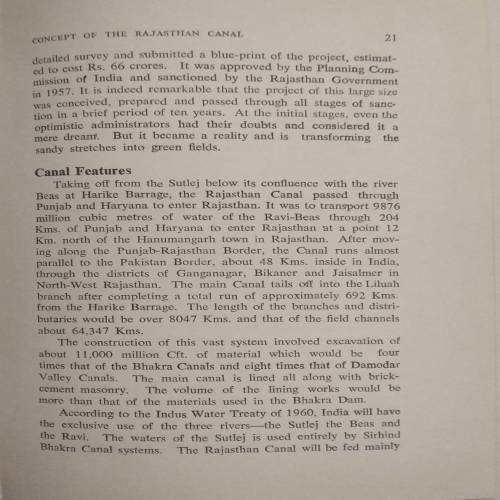 CONCEPT OF THE RAJASTHAN CANAL 21
detailed survey and submitted a blue-print of the project, estimat-
ed to cost Rs. 66 crores. It was approved by the Planning Com-
mission of India and sanctioned by the Rajasthan Government
in 1957. It is indeed remarkable that the project of this large size
was conceived, prepared and passed through all stages of sanc-
tion in a brief period of ten years. At the initial stages, even the
optimistic administrators had their doubts and considered it a
mere dream. But it became a reality and is transforming the
sandy stretches into green fields.
Canal Features
Taking off from the Sutlej below its confluence with the river
Beas at Harike Barrage, the Rajasthan Canal passed through
Punjab and Haryana to enter Rajasthan. It was to transport 9876
million cubic metres of water of the Ravi-Beas through 204
Kms. of Punjab and Haryana to enter Rajasthan at a point 12
Km. north of the Hanumangarh town in Rajasthan. After mov-
ing along the Punjab-Rajasthan Border, the Canal runs almost
parallel to the Pakistan Border, about 48 Kms. inside in India,
through the districts of Ganganagar, Bikaner and Jaisalmer in
North-West Rajasthan. The main Canal tails off into the Liluah
branch after completing a total run of approximately 692 Kms.
from the Harike Barrage. The length of the branches and distri-
butaries would be over 8047 Kms. and that of the field channels
about 64,347 Kms.
The construction of this vast system involved excavation of
about 11,000 million Cft. of material which would be four
times that of the Bhakra Canals and eight times that of Damodar
Valley Canals. The main canal is lined all along with brick-
cement masonry. The volume of the lining works would be
more than that of the materials used in the Bhakra Dam.
According to the Indus Water Treaty of 1960, India will have
the exclusive use of the three rivers—the Sutlej the Beas and
the Ravi. The waters of the Sutlej is used entirely by Sirhind
Bhakra Canal systems. The Rajasthan Canal will be fed mainly